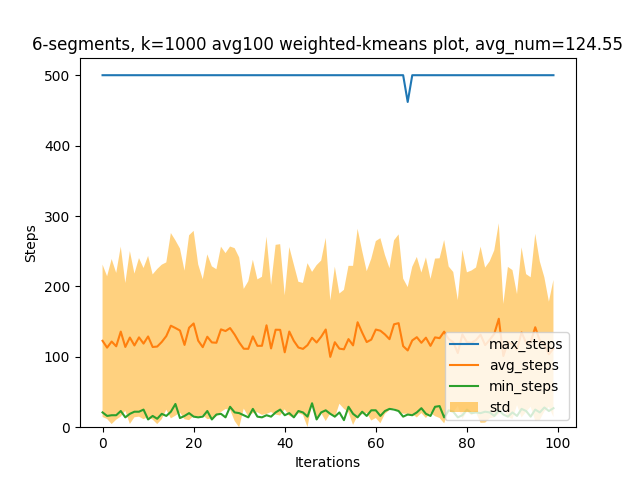 6-segments, k=1000 avg100 weighted-kmeans plot, avg_num=124.55
500
400
300
200
100
0
Steps
0 20 40 60 80 100
Iterations
max_steps
avg_steps
min_steps
std